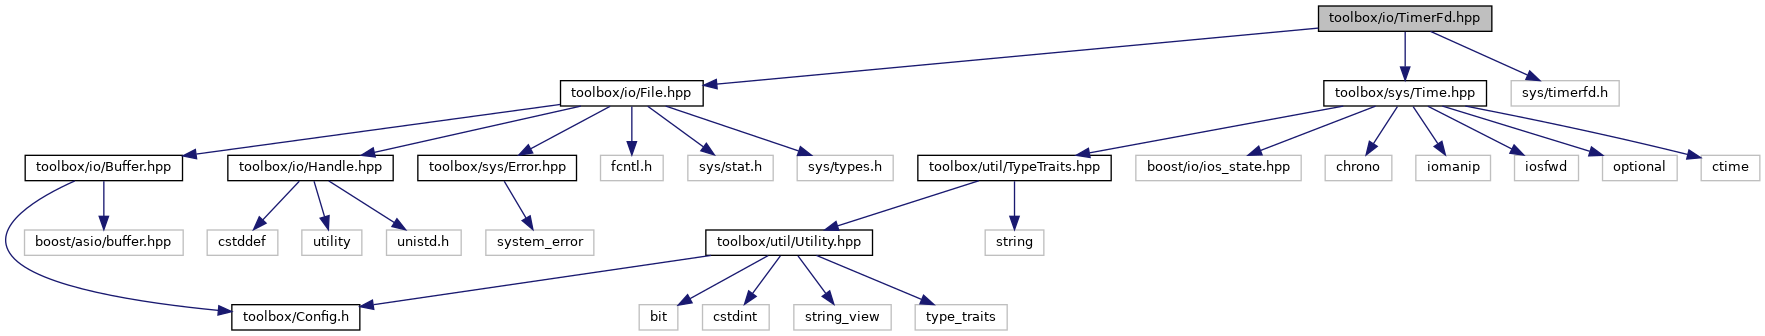 toolbox/io/TimerFd.hpp
toolbox/io/File.hpp
toolbox/sys/Time.hpp
sys/timerfd.h
toolbox/io/Buffer.hpp
toolbox/io/Handle.hpp
toolbox/sys/Error.hpp
fcntl.h
sys/stat.h
sys/types.h
toolbox/util/TypeTraits.hpp
boost/io/ios_state.hpp
chrono
iomanip
iosfwd
optional
ctime
boost/asio/buffer.hpp
cstddef
utility
unistd.h
system_error
toolbox/util/Utility.hpp
string
toolbox/Config.h
bit
cstdint
string_view
type_traits